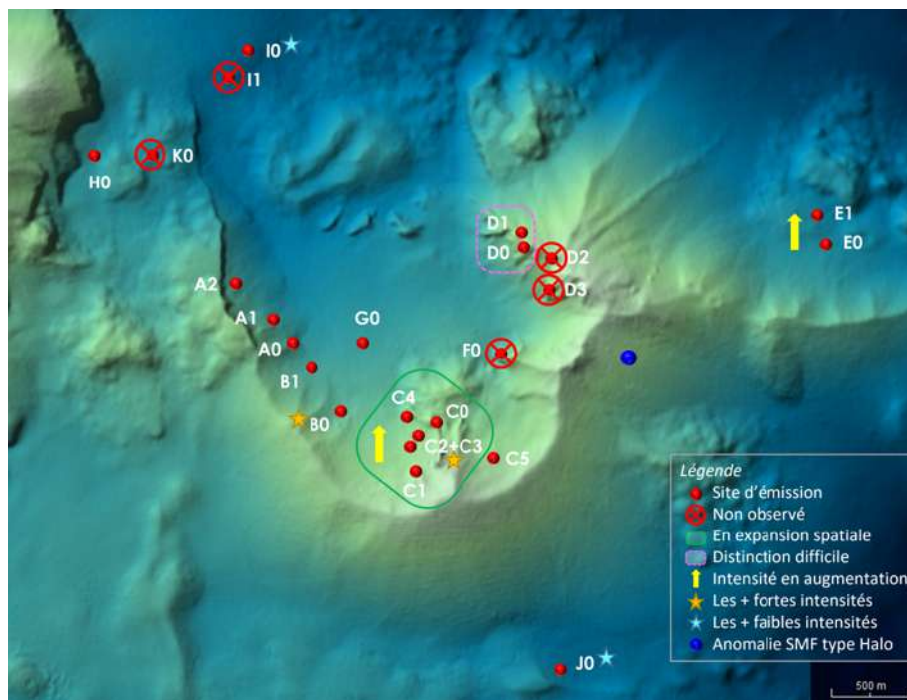 I0
I1
K0
H0
D1
E1
D0
E0
D2
A2
D3
A1
G0
A0
F0
B1
C4
C0
B0
C2+C3
C5
C1
Légende
Site d'émission
Non observé
En expansion spatiale
Distinction difficile
Intensité en augmentation
Les + fortes intensités
Les + faibles intensités
Anomalie SMF type Halo
J0
500 m